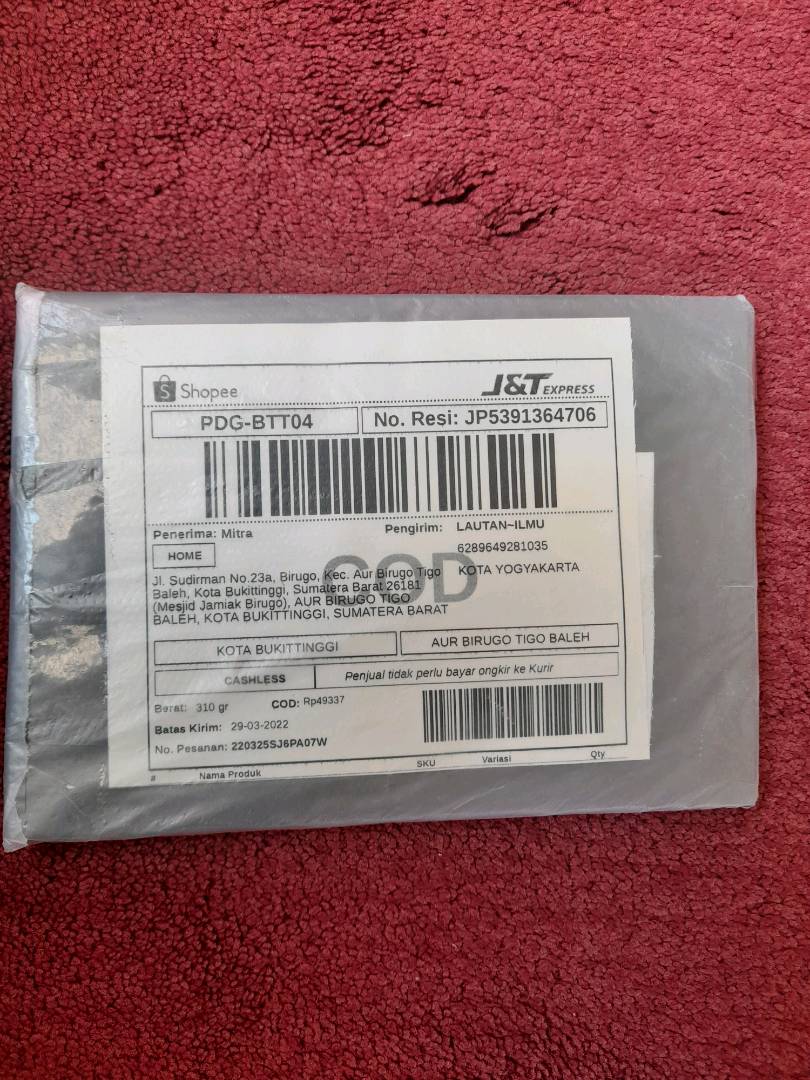 Shopee
J&T EXPRESS
PDG-BTT04
No. Resi: JP5391364706
Penerima: Mitra
Pengirim: LAUTAN~ILMU
HOME
6289649281035
KOTA YOGYAKARTA
COD
Jl. Sudirman No.23a, Birugo, Kec. Aur Birugo Tigo
Baleh, Kota Bukittinggi, Sumatera Barat 26181
(Mesjid Jamiak Birugo), AUR BIRUGO TIGO
BALEH, KOTA BUKITTINGGI, SUMATERA BARAT
KOTA BUKITTINGGI
AUR BIRUGO TIGO BALEH
CASHLESS
Penjual tidak perlu bayar ongkir ke Kurir
Berat: 310 gr
COD: Rp49337
Batas Kirim: 29-03-2022
No. Pesanan: 220325SJ6PA07W
# Nama Produk SKU Variasi Qty